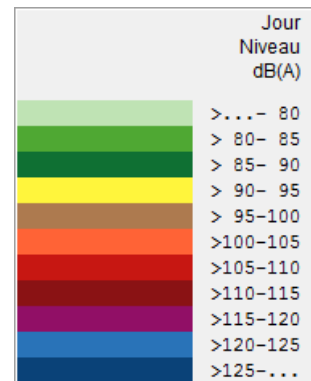 Jour
Niveau
dB(A)
>...- 80
> 80- 85
> 85- 90
> 90- 95
> 95-100
>100-105
>105-110
>110-115
>115-120
>120-125
>125-...